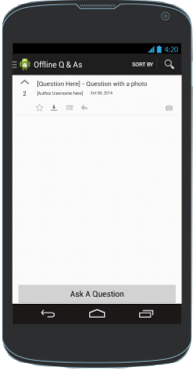 4:20
Offline Q & As SORT BY
[Question Here] - Question with a photo
2 [Author Username here] Oct 08, 2014
Ask A Question